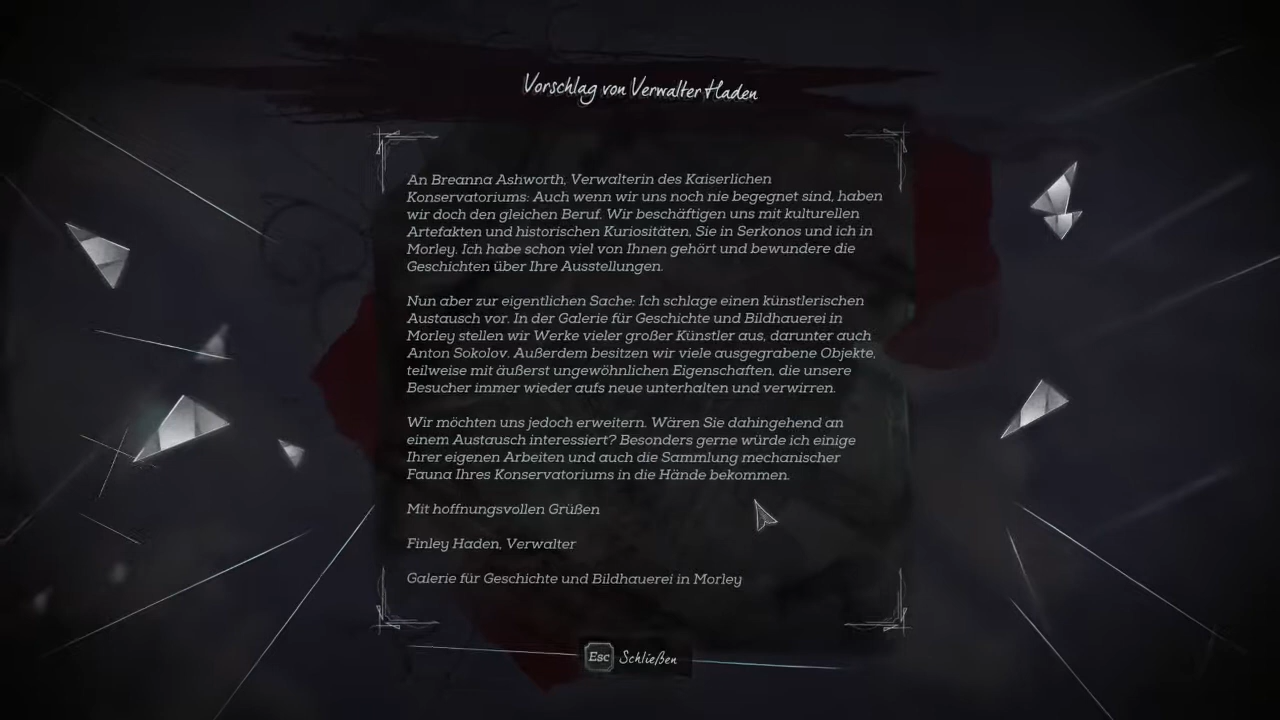 Vorschlag von Verwalter Haden
An Breanna Ashworth, Verwalterin des Kaiserlichen
Konservatoriums: Auch wenn wir uns noch nie begegnet sind, haben
wir doch den gleichen Beruf. Wir beschäftigen uns mit kulturellen
Artefakten und historischen Kuriositäten, Sie in Serkonos und ich in
Morley. Ich habe schon viel von Ihnen gehört und bewundere die
Geschichten über Ihre Ausstellungen.
Nun aber zur eigentlichen Sache: Ich schlage einen künstlerischen
Austausch vor. In der Galerie für Geschichte und Bildhauerei in
Morley stellen wir Werke vieler großer Künstler aus, darunter auch
Anton Sokolov. Außerdem besitzen wir viele ausgegrabene Objekte,
teilweise mit äußerst ungewöhnlichen Eigenschaften, die unsere
Besucher immer wieder aufs neue unterhalten und verwirren.
Wir möchten uns jedoch erweitern. Wären Sie dahingehend an
einem Austausch interessiert? Besonders gerne würde ich einige
Ihrer eigenen Arbeiten und auch die Sammlung mechanischer
Fauna Ihres Konservatoriums in die Hände bekommen.
Mit hoffnungsvollen Grüßen
Finley Haden, Verwalter
Galerie für Geschichte und Bildhauerei in Morley
Esc Schließen